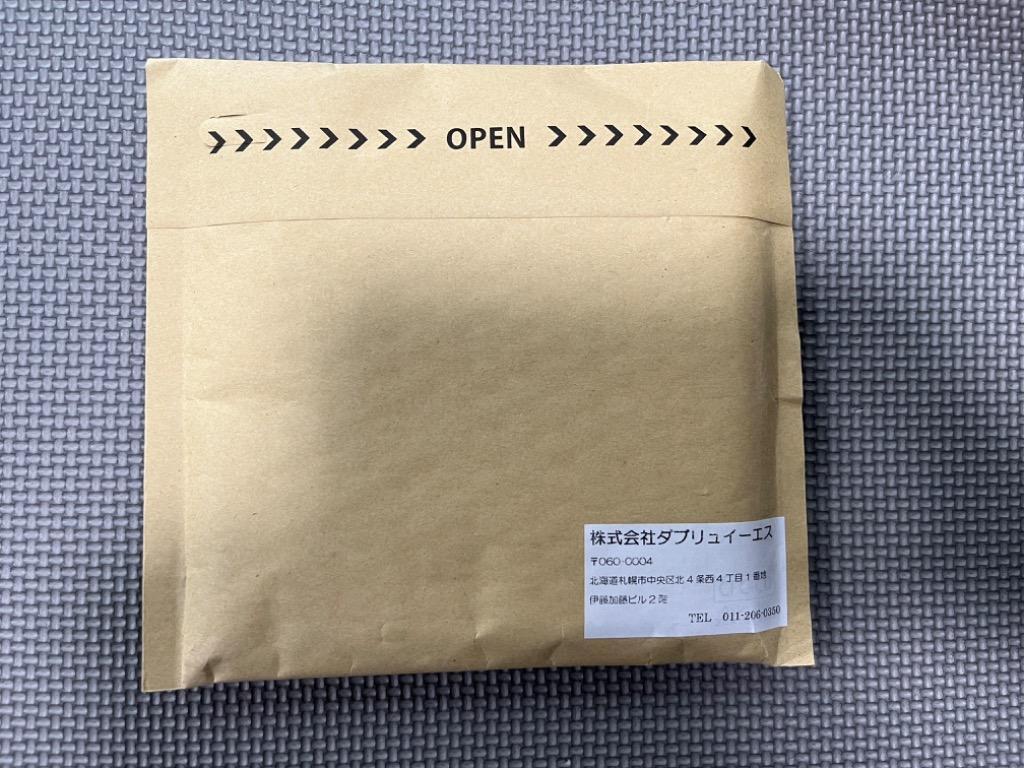 >>>>>>>> OPEN >>>>>>>>
株式会社ダブリュイーエス
〒060-0004
北海道札幌市中央区北4条西4丁目1番地
伊藤加藤ビル2階
TEL 011-206-0350